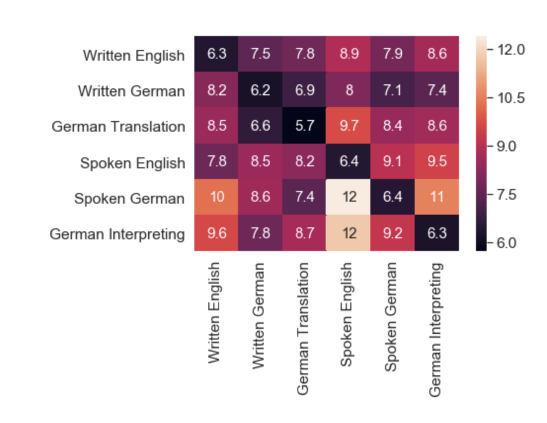 Written English 6.3 7.5 7.8 8.9 7.9 8.6
Written German 8.2 6.2 6.9 8 7.1 7.4
German Translation 8.5 6.6 5.7 9.7 8.4 8.6
Spoken English 7.8 8.5 8.2 6.4 9.1 9.5
Spoken German 10 8.6 7.4 12 6.4 11
German Interpreting 9.6 7.8 8.7 12 9.2 6.3
Written English
Written German
German Translation
Spoken English
Spoken German
German Interpreting
12.0
10.5
9.0
7.5
6.0